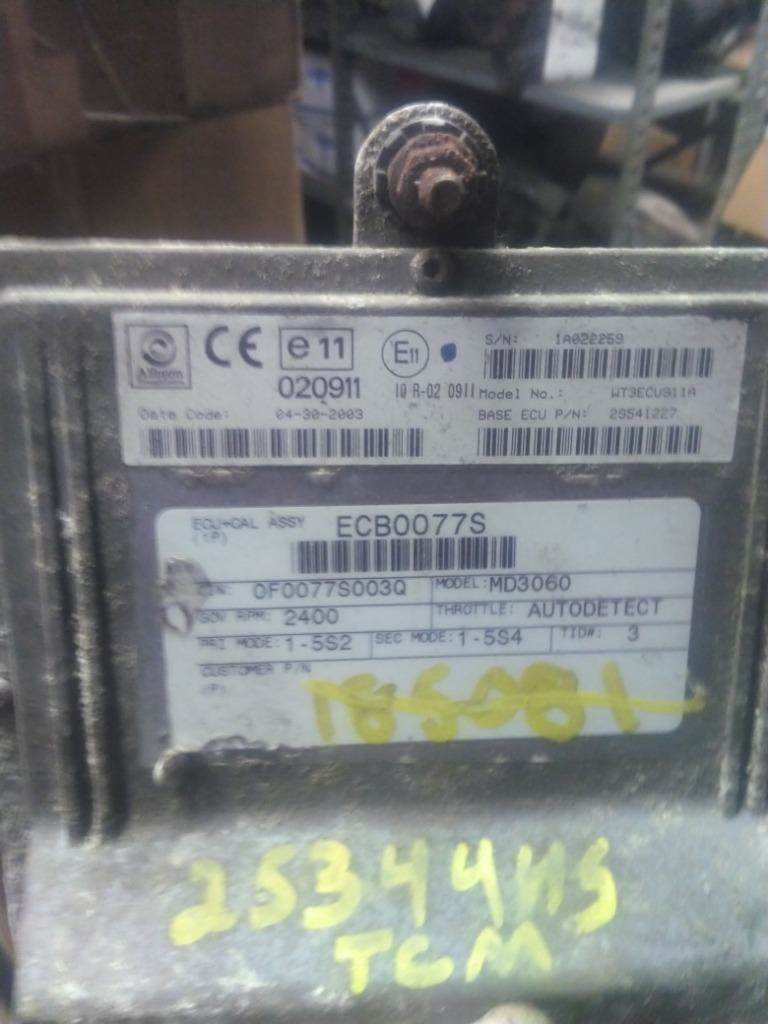 Allison
CE
e11
E11
S/N: 1A022259
020911
10 R-02 0911
Model No.: WT3ECU911A
Date Code: 04-30-2003
BASE ECU P/N: 29541227
ECU+CAL ASSY ECB0077S
(1P)
CIN: 0F0077S003Q MODEL: MD3060
GOV RPM: 2400 THROTTLE: AUTODETECT
PRI MODE: 1-5S2 SEC MODE: 1-5S4 TID#: 3
CUSTOMER P/N
(P)
185081
TCM